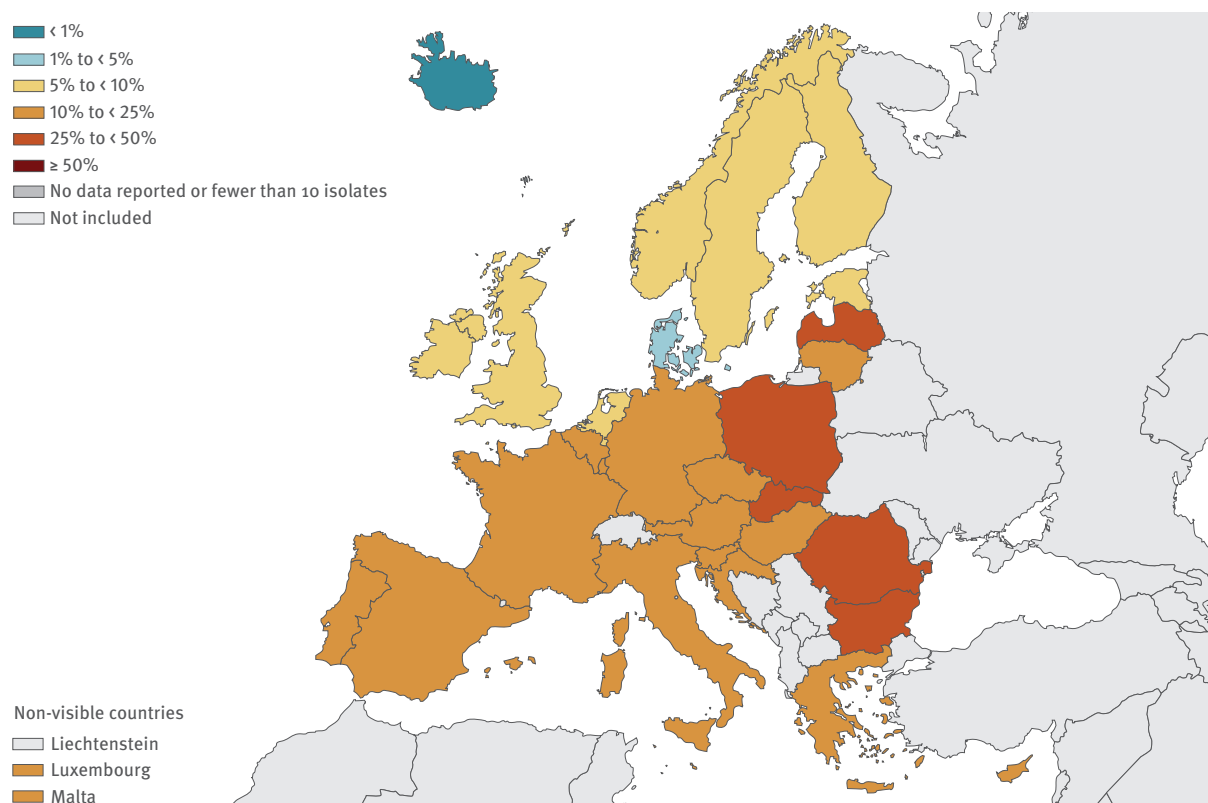 < 1%
1% to < 5%
5% to < 10%
10% to < 25%
25% to < 50%
≥ 50%
No data reported or fewer than 10 isolates
Not included
Non-visible countries
Liechtenstein
Luxembourg
Malta